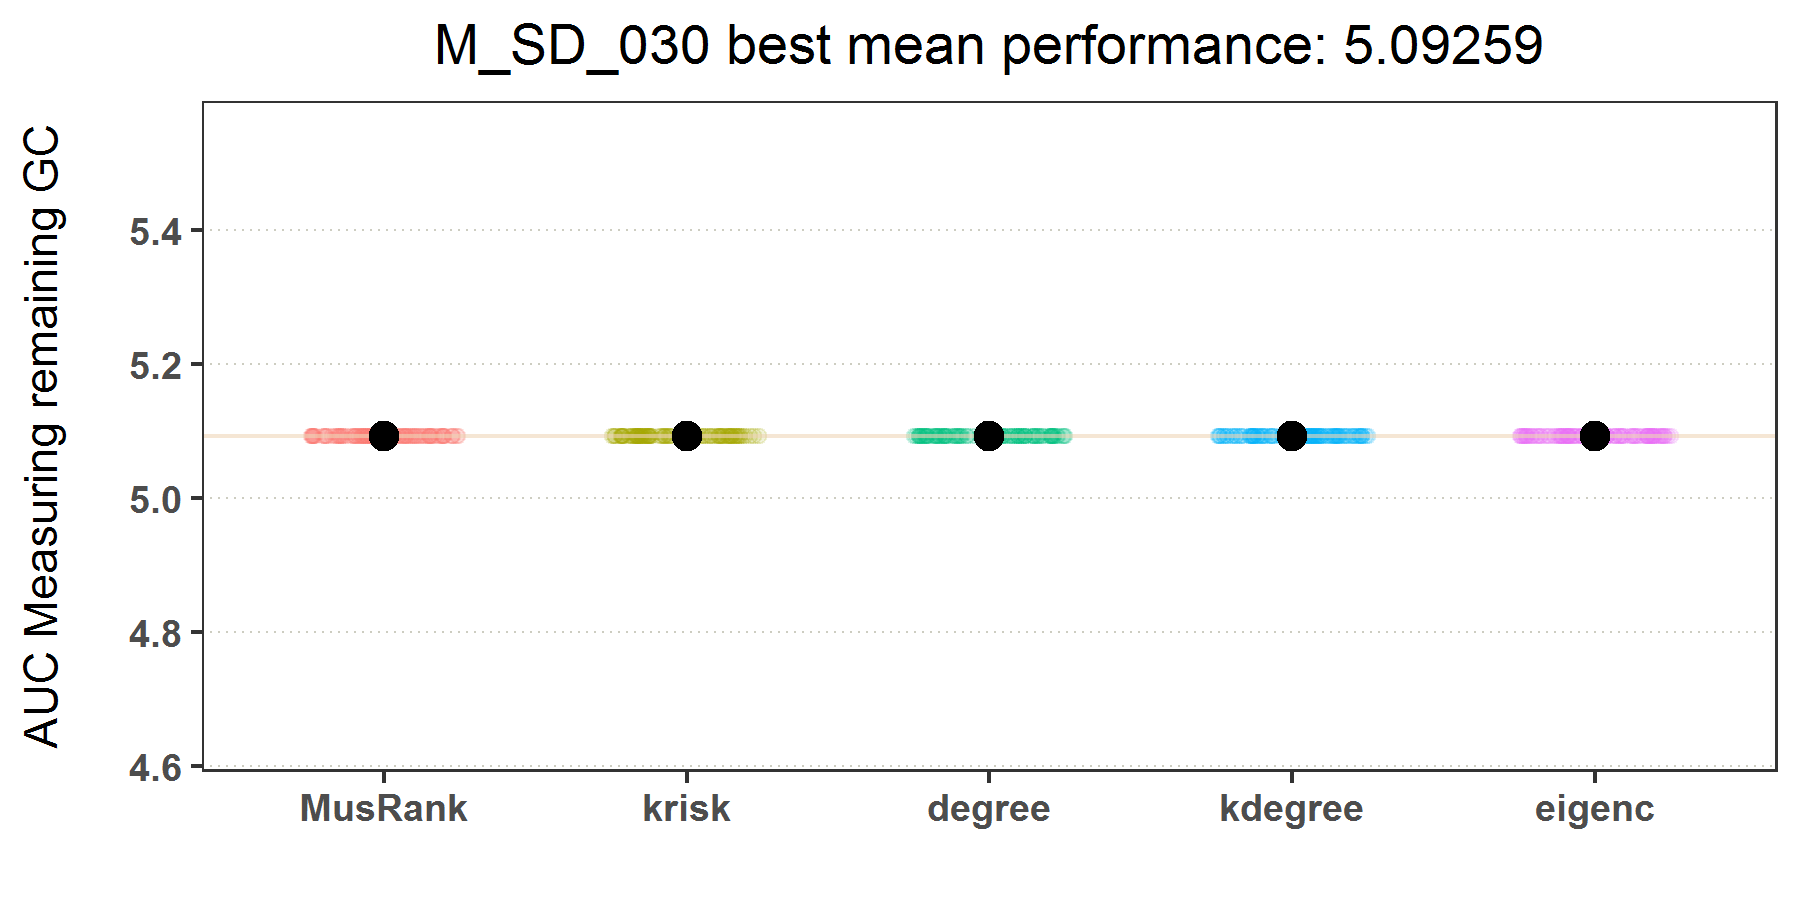 M_SD_030 best mean performance: 5.09259
AUC Measuring remaining GC
5.4
5.2
5.0
4.8
4.6
MusRank krisk degree kdegree eigenc